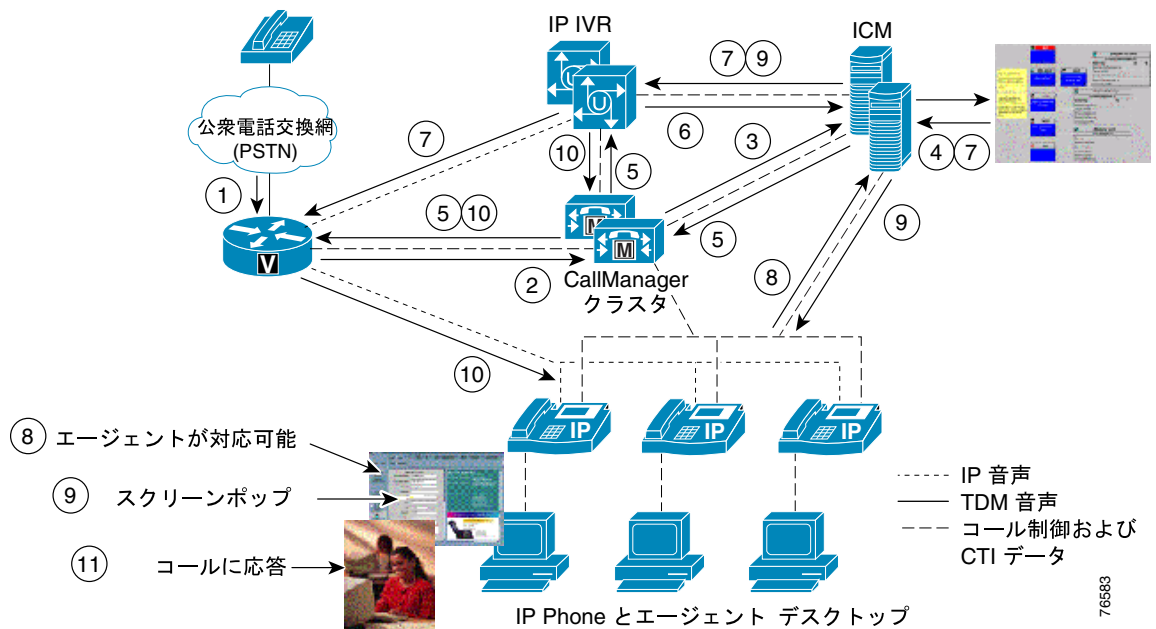 IP IVR
ICM
7 9
公衆電話交換網
(PSTN)
7
6
3
4 7
1
10
5
5 10
5
9
2
CallManager
クラスタ
8
10
8 エージェントが対応可能
9 スクリーンポップ
11 コールに応答
IP
IP
IP
V
M
M
U
U
IP 音声
TDM 音声
コール制御および
CTI データ
IP Phone とエージェント デスクトップ
76583